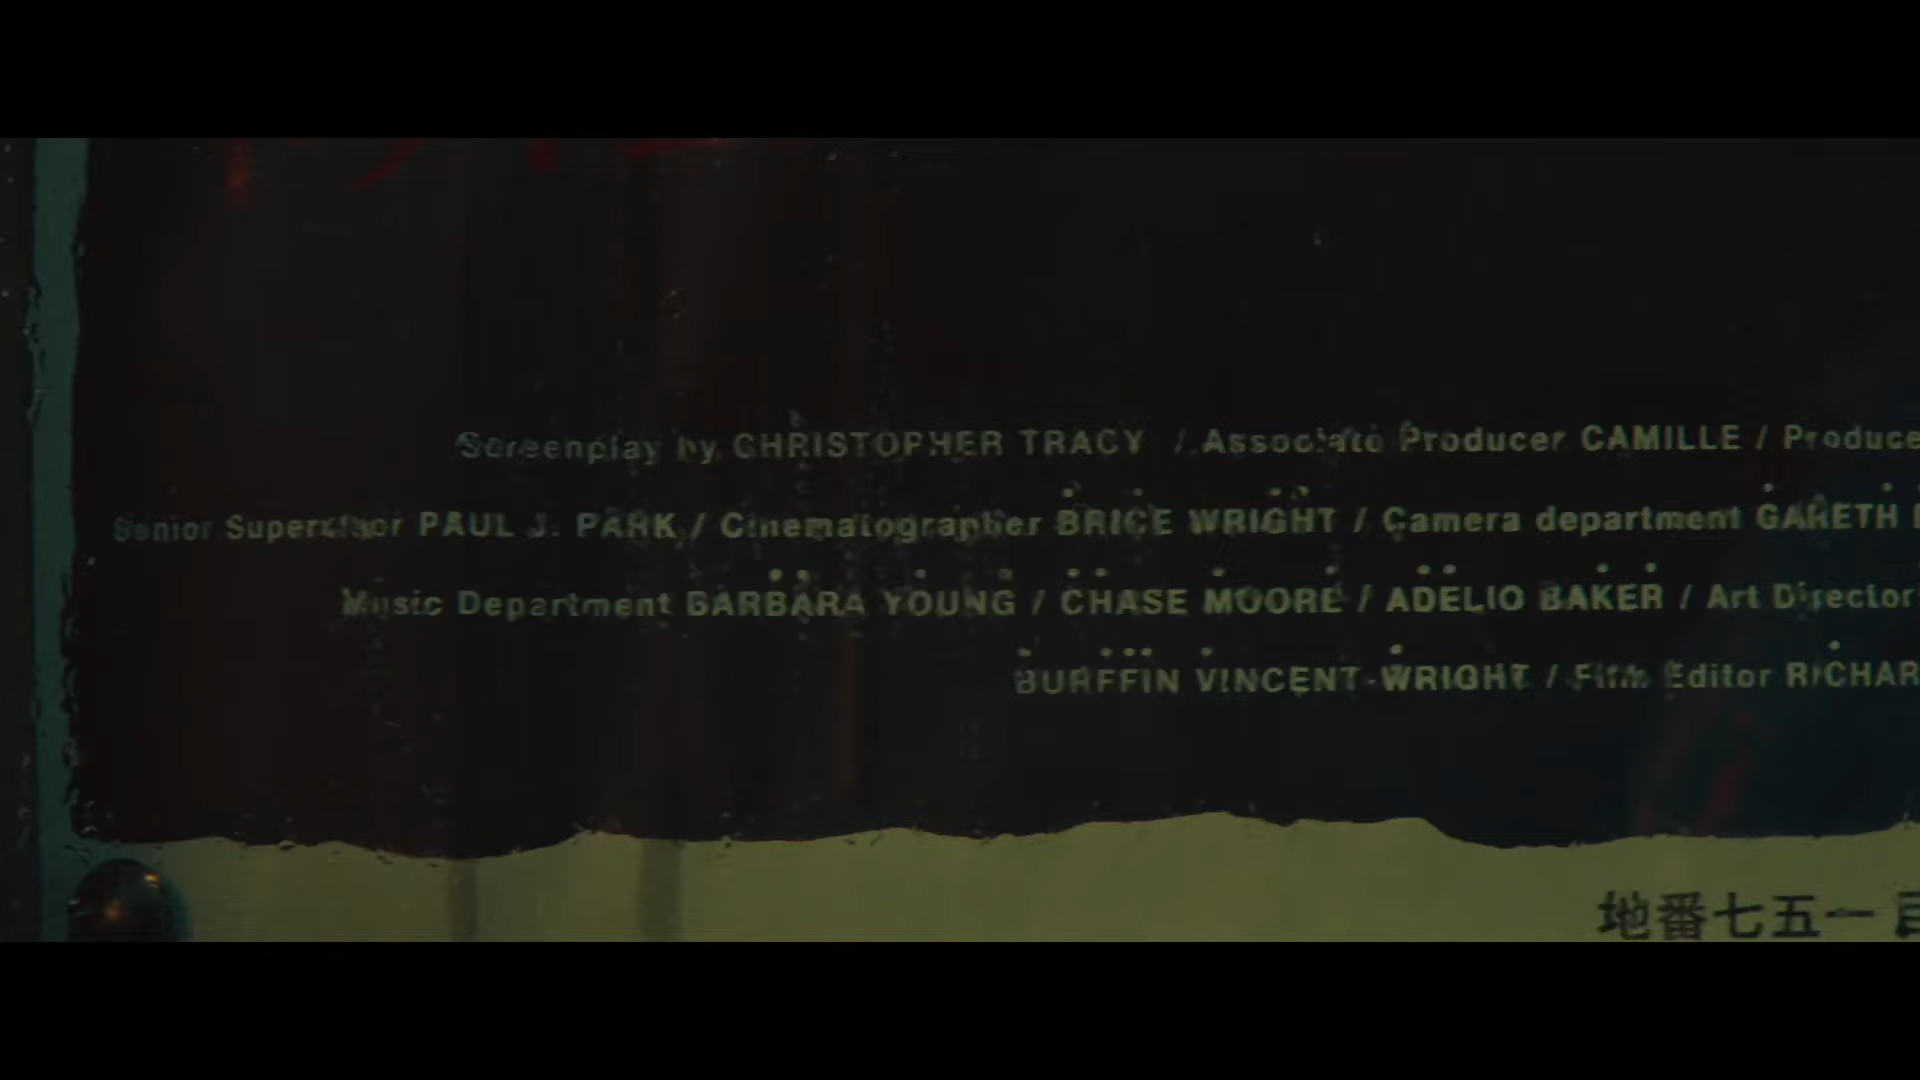 Screenplay by CHRISTOPHER TRACY / Associate Producer CAMILLE / Produce
Senior Supervisor PAUL J. PARK / Cinematographer BRICE WRIGHT / Camera department GARETH
Music Department BARBARA YOUNG / CHASE MOORE / ADELIO BAKER / Art Director
BURFFIN VINCENT-WRIGHT / Film Editor RICHAR
地番七五一目